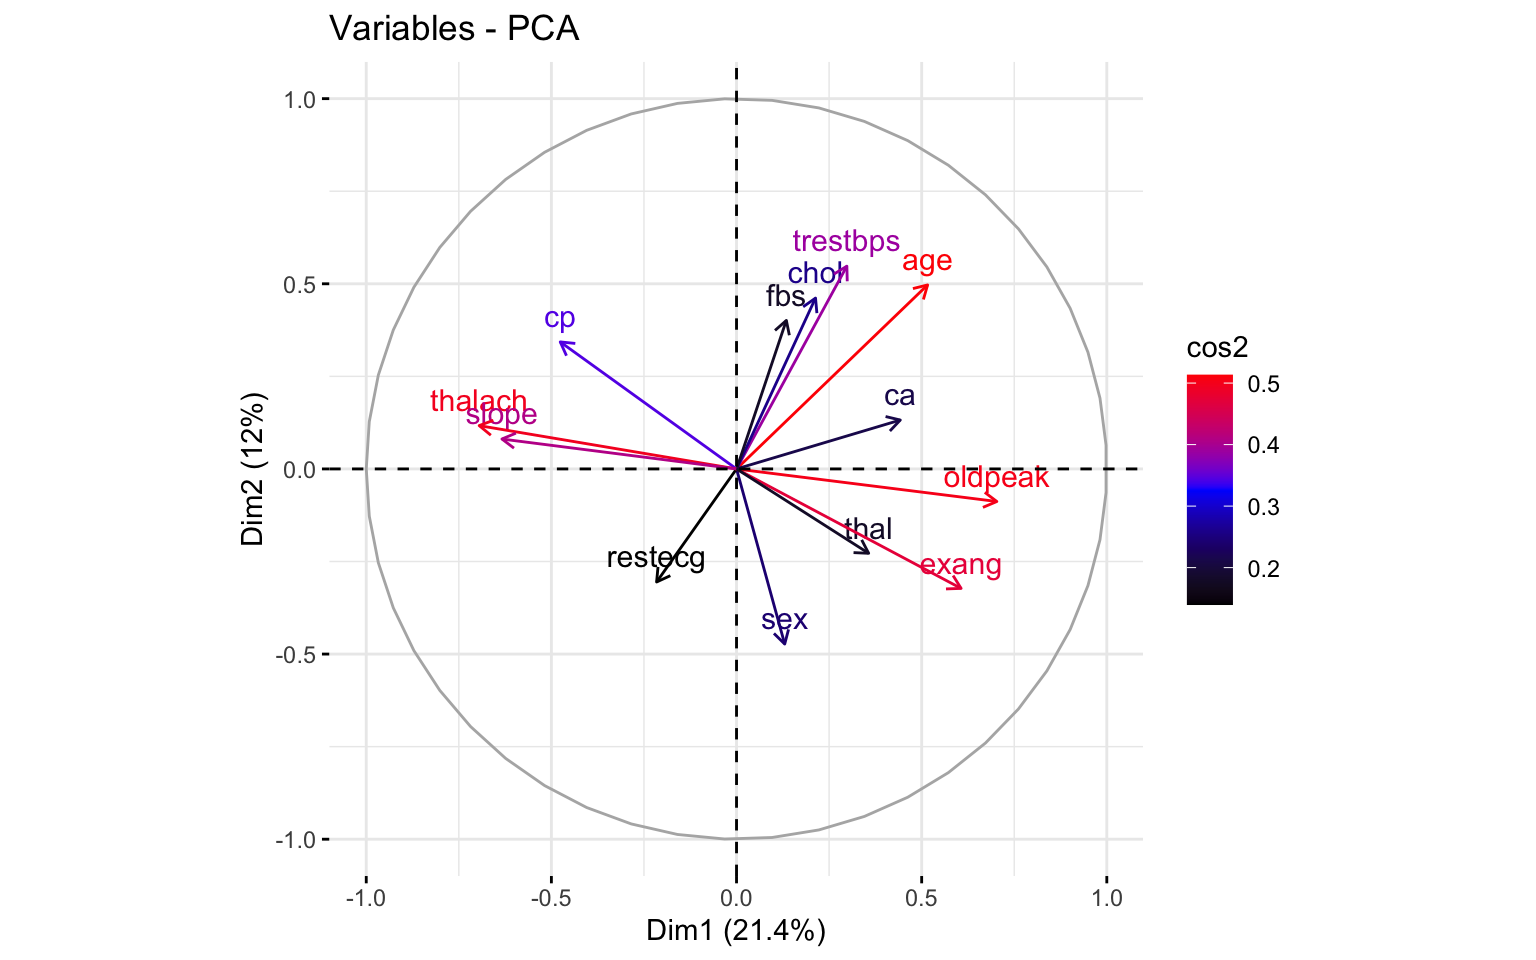 Variables - PCA
1.0
0.5
0.0
-0.5
-1.0
Dim2 (12%)
trestbps
age
chol
fbs
cp
ca
thalach
slope
oldpeak
thal
restecg
exang
sex
-1.0
-0.5
0.0
0.5
1.0
Dim1 (21.4%)
cos2
0.5
0.4
0.3
0.2